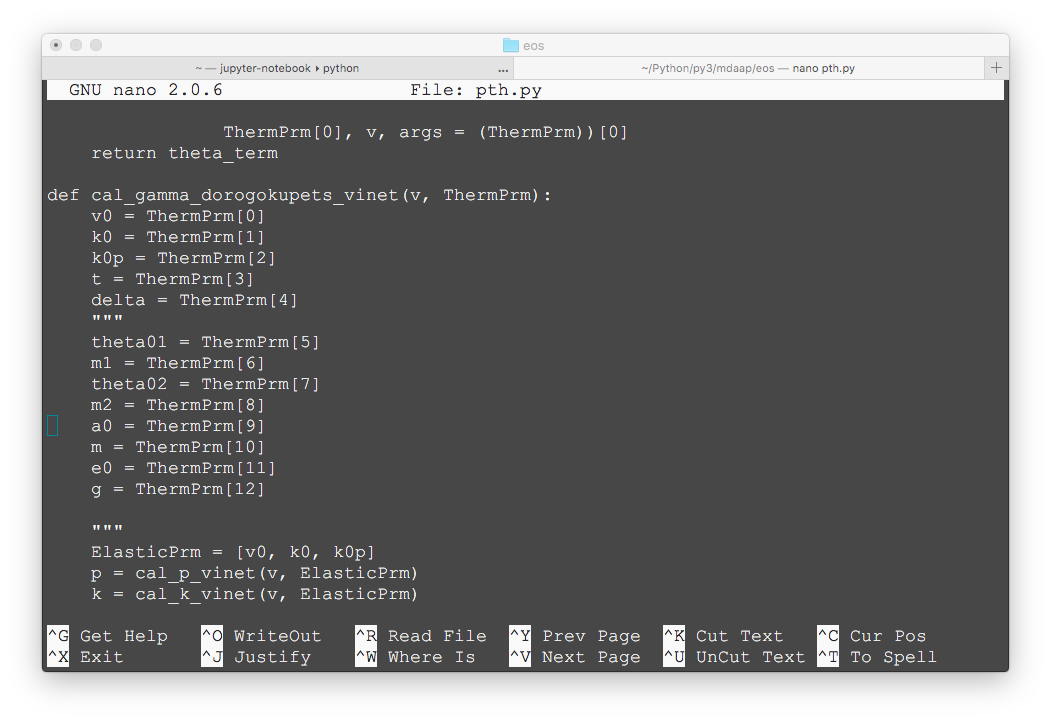 eos
~ — jupyter-notebook ▸ python ... ~/Python/py3/mdaap/eos — nano pth.py +
GNU nano 2.0.6 File: pth.py
ThermPrm[0], v, args = (ThermPrm))[0]
return theta_term
def cal_gamma_dorogokupets_vinet(v, ThermPrm):
v0 = ThermPrm[0]
k0 = ThermPrm[1]
k0p = ThermPrm[2]
t = ThermPrm[3]
delta = ThermPrm[4]
"""
theta01 = ThermPrm[5]
m1 = ThermPrm[6]
theta02 = ThermPrm[7]
m2 = ThermPrm[8]
a0 = ThermPrm[9]
m = ThermPrm[10]
e0 = ThermPrm[11]
g = ThermPrm[12]
"""
ElasticPrm = [v0, k0, k0p]
p = cal_p_vinet(v, ElasticPrm)
k = cal_k_vinet(v, ElasticPrm)
^G Get Help ^O WriteOut ^R Read File ^Y Prev Page ^K Cut Text ^C Cur Pos
^X Exit ^J Justify ^W Where Is ^V Next Page ^U UnCut Text ^T To Spell